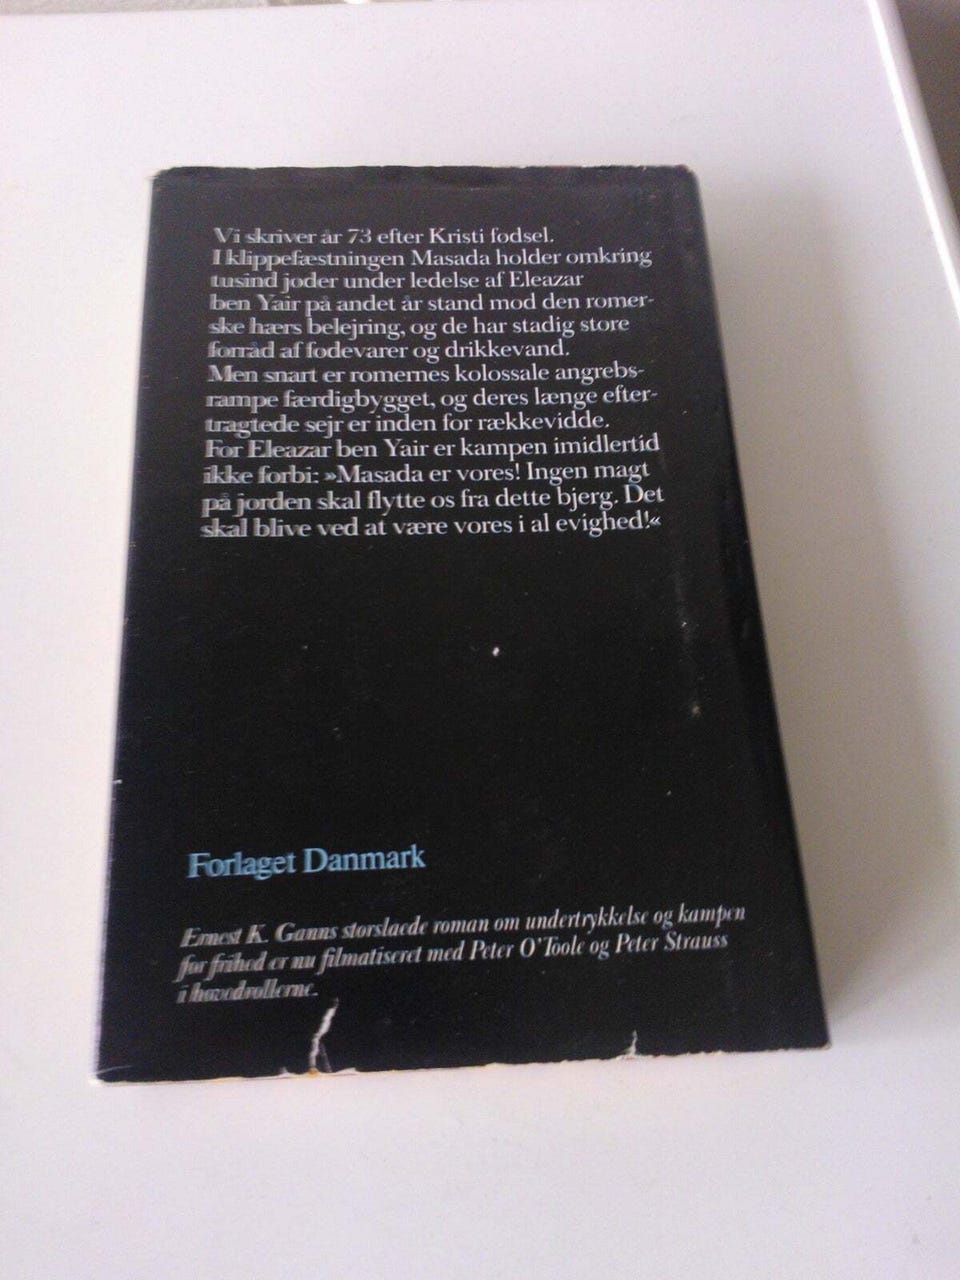 Vi skriver år 73 efter Kristi fødsel.
I klippefæstningen Masada holder omkring
tusind jøder under ledelse af Eleazar
ben Yair på andet år stand mod den romer-
ske hærs belejring, og de har stadig store
forråd af fødevarer og drikkevand.
Men snart er romernes kolossale angrebs-
rampe færdigbygget, og deres længe efter-
tragtede sejr er inden for rækkevidde.
For Eleazar ben Yair er kampen imidlertid
ikke forbi: »Masada er vores! Ingen magt
på jorden skal flytte os fra dette bjerg. Det
skal blive ved at være vores i al evighed!«
Forlaget Danmark
Ernest K. Ganns storslaede roman om undertrykkelse og kampen
for frihed er nu filmatiseret med Peter O'Toole og Peter Strauss
i hovedrollerne.